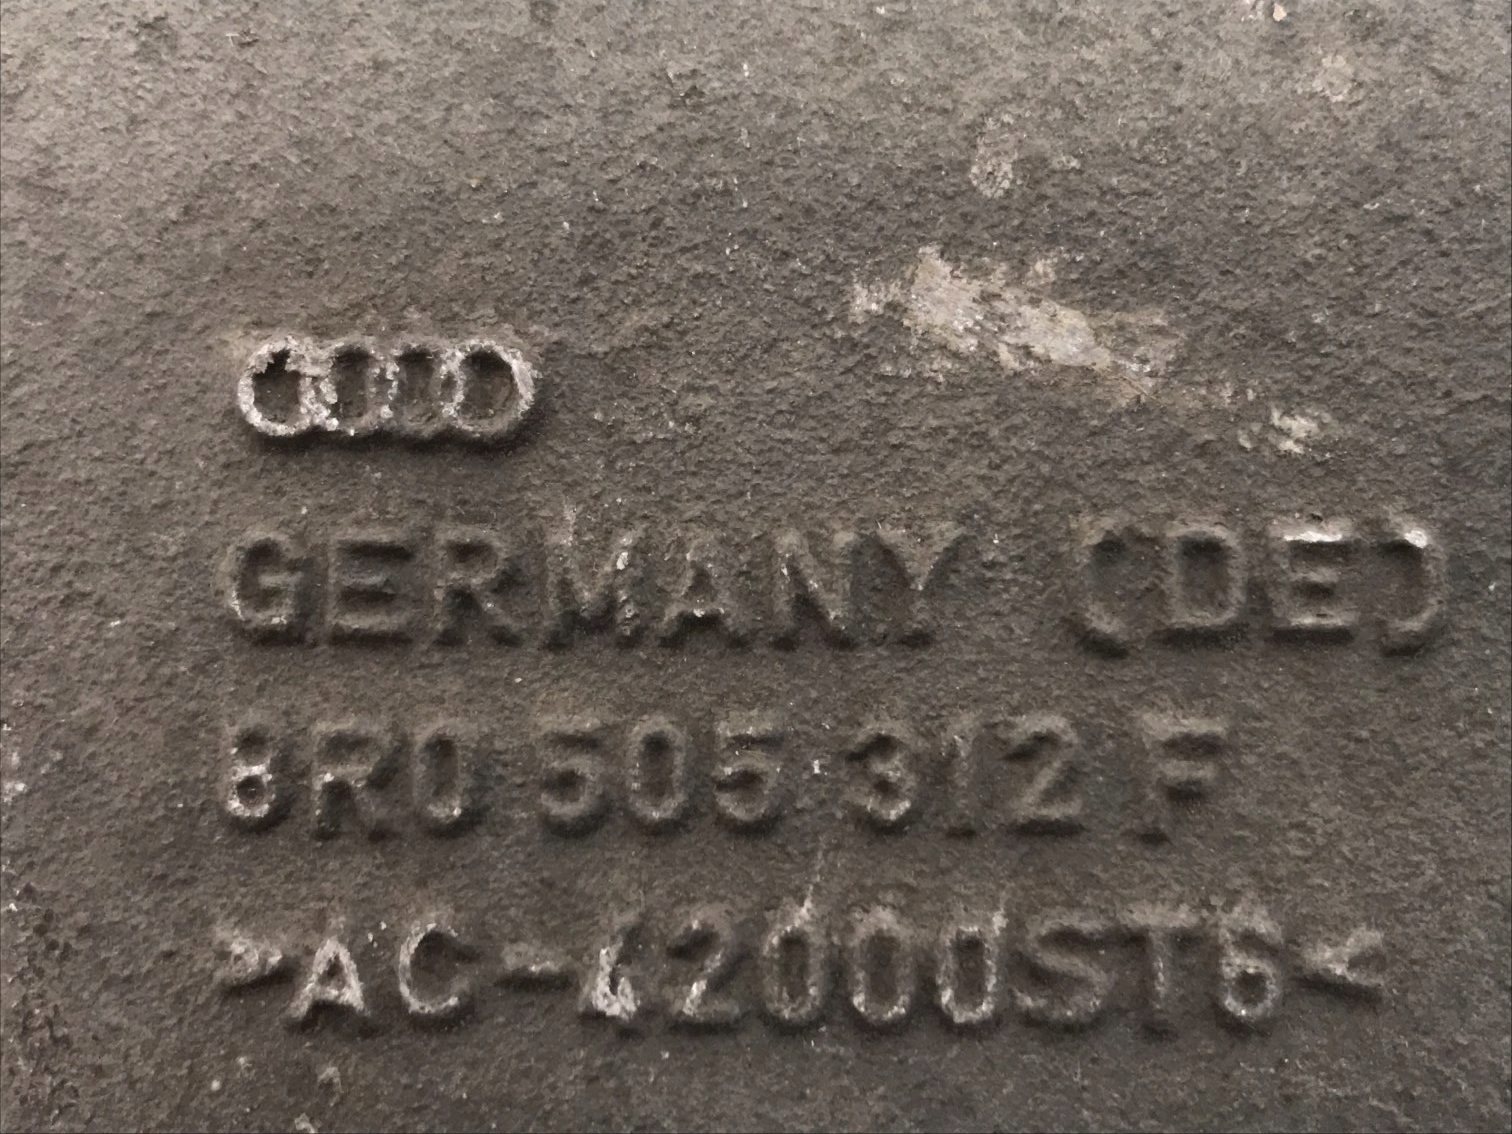 GERMANY (DE)
8R0 505 312 F
>AC-42000ST6<